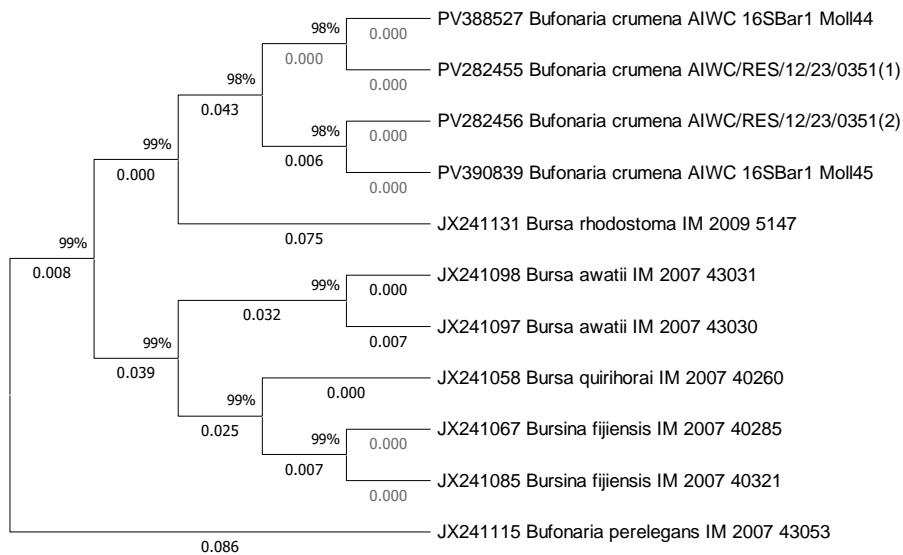 PV388527 Bufonaria crumena AIWC 16SBar1 Moll44
98%
0.000
0.000
98%
PV282455 Bufonaria crumena AIWC/RES/12/23/0351(1)
0.000
0.043
PV282456 Bufonaria crumena AIWC/RES/12/23/0351(2)
98%
0.000
99%
0.006
PV390839 Bufonaria crumena AIWC 16SBar1 Moll45
0.000
0.000
JX241131 Bursa rhodostoma IM 2009 5147
99%
0.075
0.008
JX241098 Bursa awatii IM 2007 43031
99%
0.000
0.032
JX241097 Bursa awatii IM 2007 43030
99%
0.007
0.039
JX241058 Bursa quirihorai IM 2007 40260
99%
0.000
0.025
JX241067 Bursina fijiensis IM 2007 40285
99%
0.000
0.007
JX241085 Bursina fijiensis IM 2007 40321
0.000
JX241115 Bufonaria perelegans IM 2007 43053
0.086